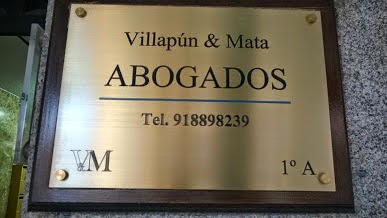 Villapún & Mata
ABOGADOS
Tel. 918898239
VM
1º A